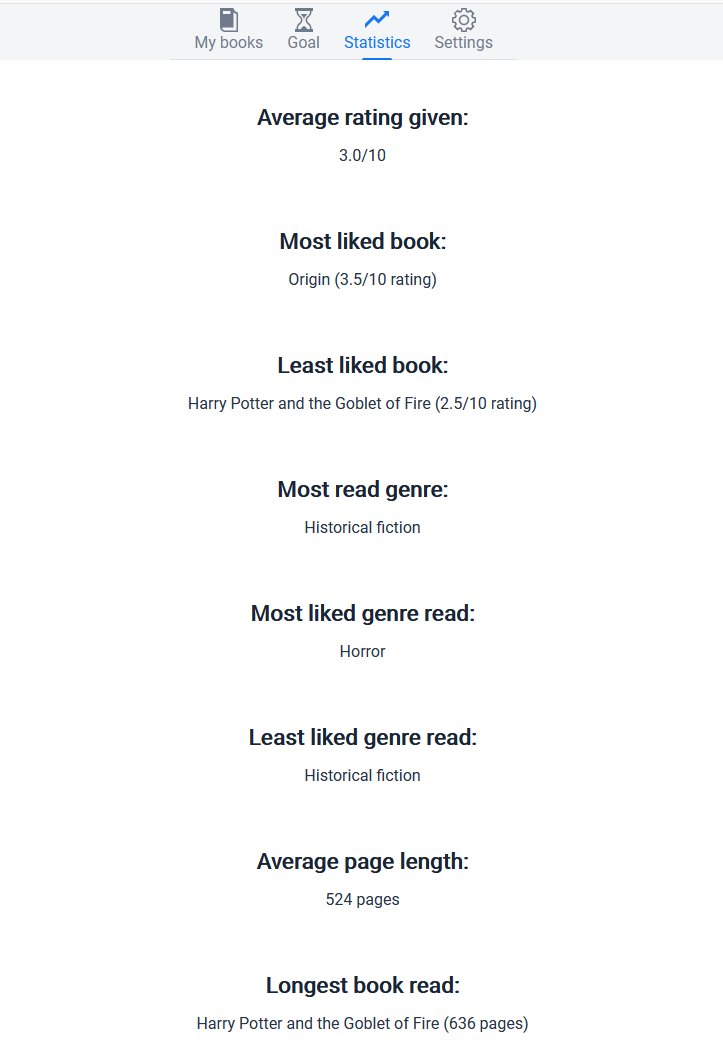 My books Goal Statistics Settings
Average rating given:
3.0/10
Most liked book:
Origin (3.5/10 rating)
Least liked book:
Harry Potter and the Goblet of Fire (2.5/10 rating)
Most read genre:
Historical fiction
Most liked genre read:
Horror
Least liked genre read:
Historical fiction
Average page length:
524 pages
Longest book read:
Harry Potter and the Goblet of Fire (636 pages)